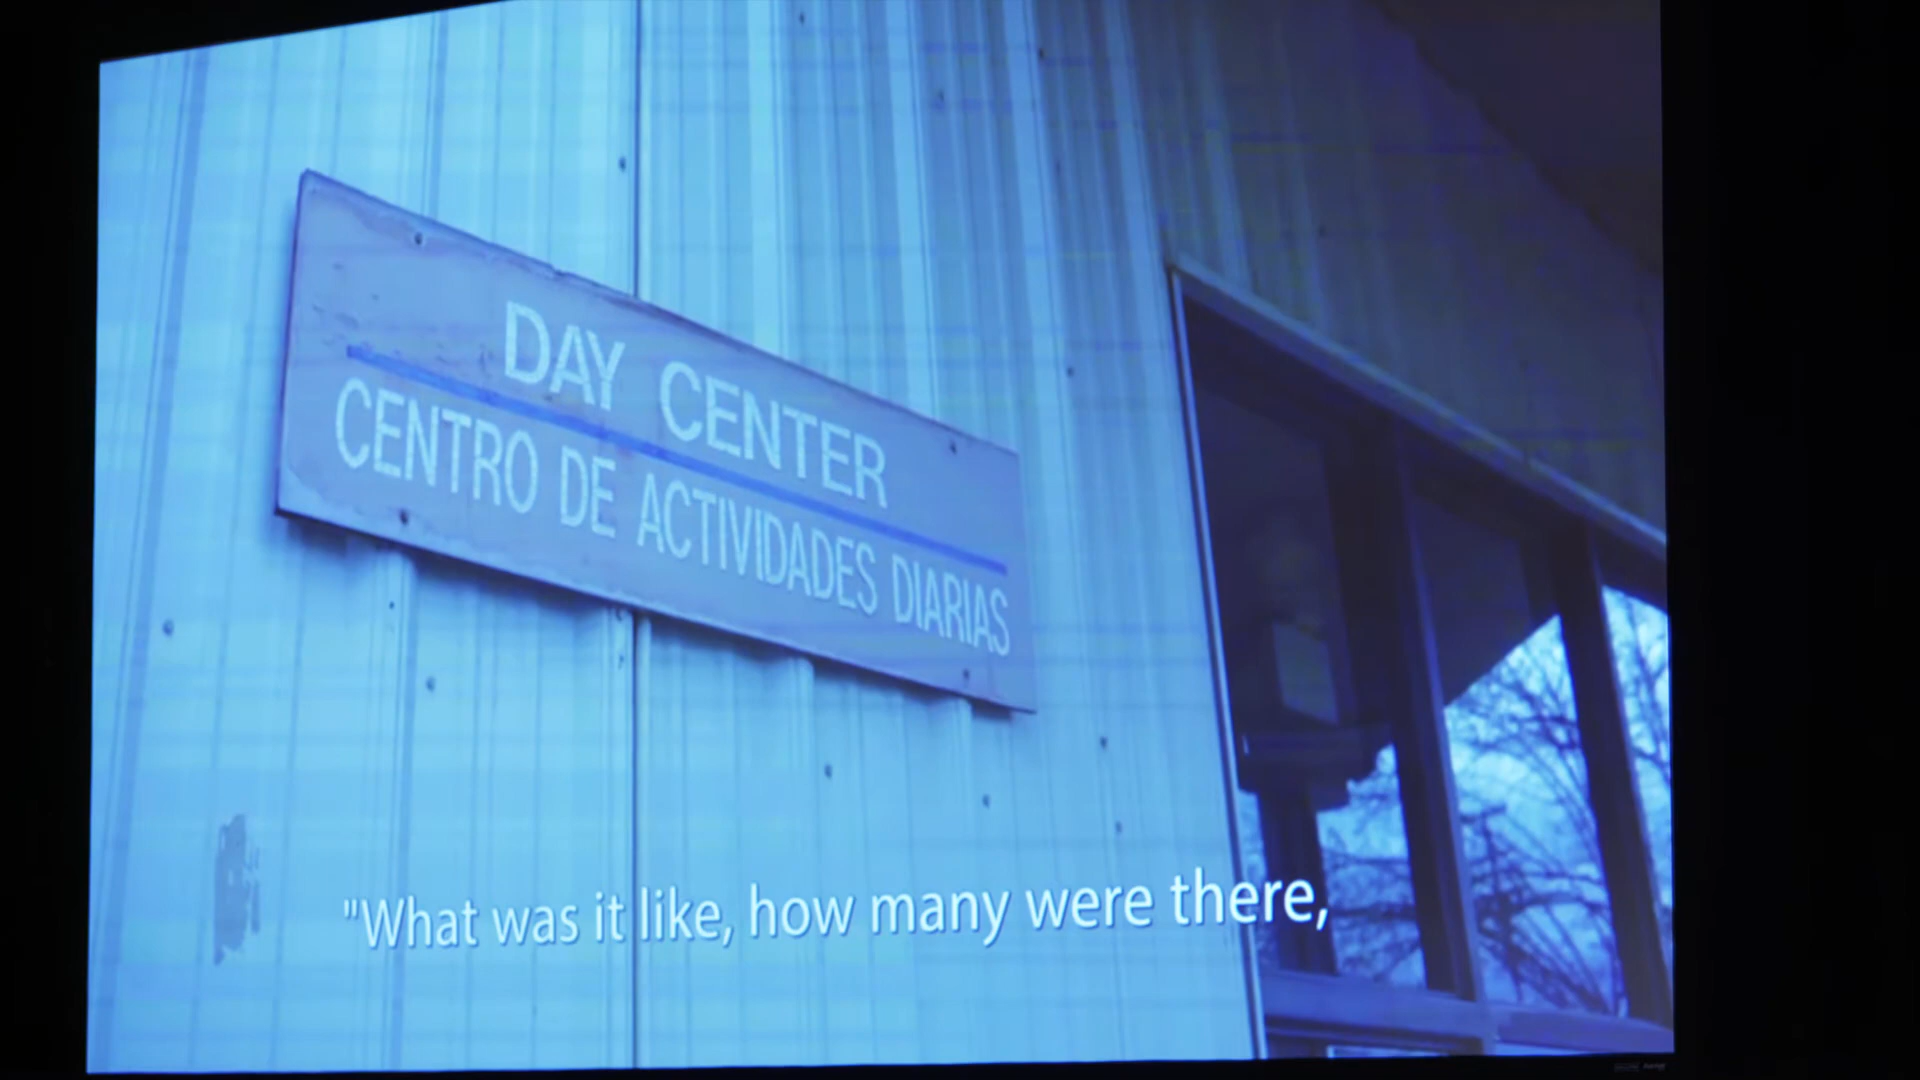 DAY CENTER
CENTRO DE ACTIVIDADES DIARIAS
"What was it like, how many were there,